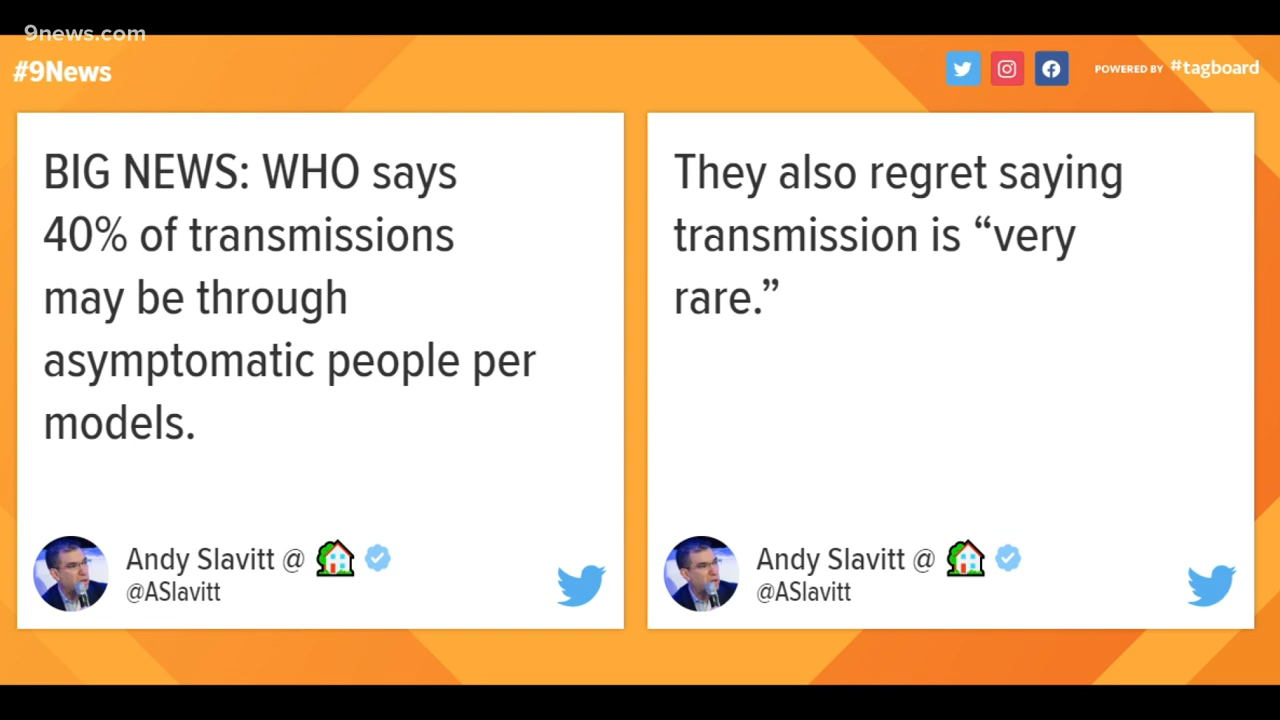 9news.com
#9News
POWERED BY #tagboard
BIG NEWS: WHO says
40% of transmissions
may be through
asymptomatic people per
models.
Andy Slavitt @
@ASlavitt
They also regret saying
transmission is “very
rare.”
Andy Slavitt @
@ASlavitt